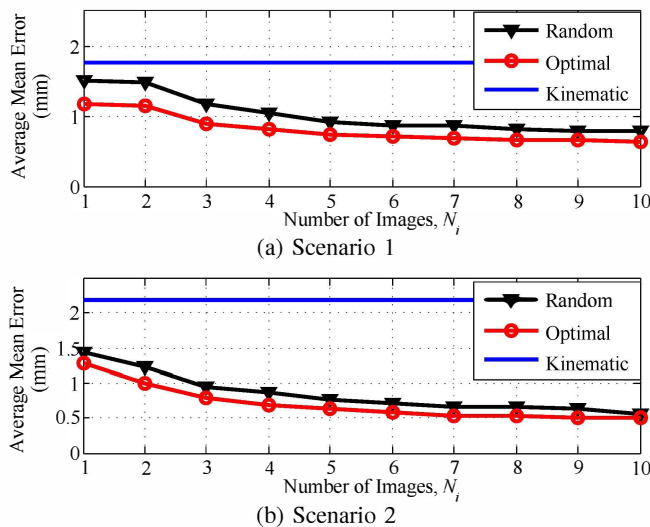 2
1
0
Average Mean Error
(mm)
Random
Optimal
Kinematic
1 2 3 4 5 6 7 8 9 10
Number of Images, N_i
(a) Scenario 1
2
1.5
1
0.5
0
Average Mean Error
(mm)
Random
Optimal
Kinematic
1 2 3 4 5 6 7 8 9 10
Number of Images, N_i
(b) Scenario 2